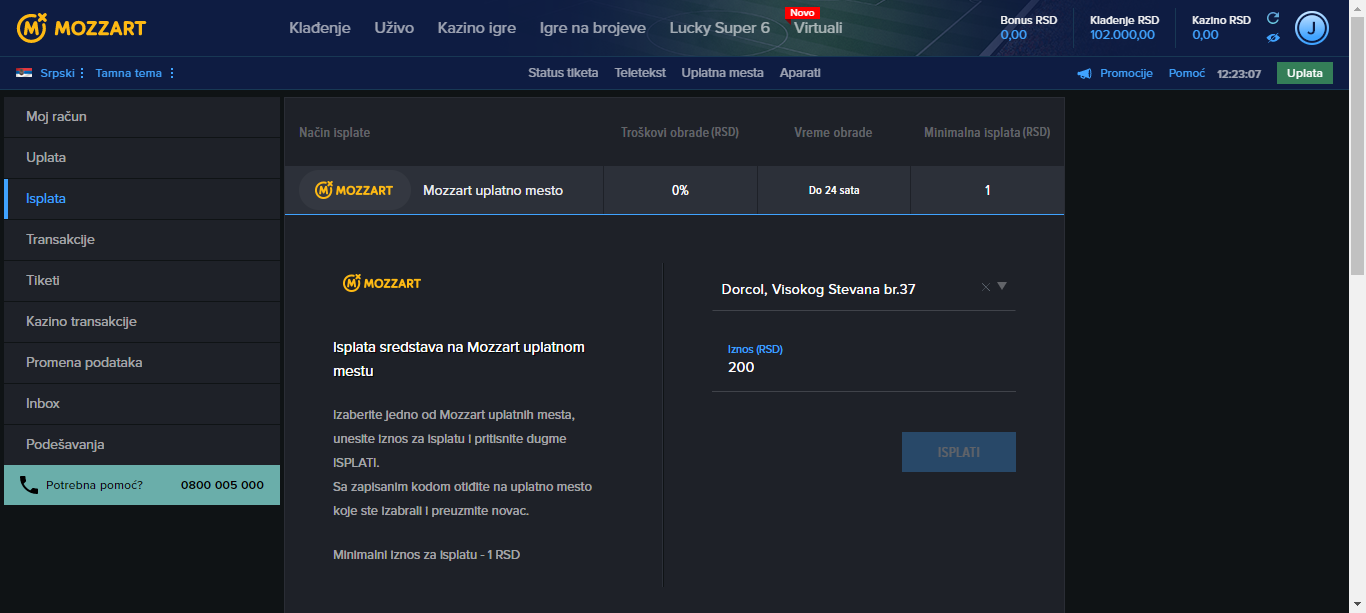 MOZZART
Klađenje Uživo Kazino igre Igre na brojeve Lucky Super 6 Novo Virtuali
Bonus RSD
0,00
Klađenje RSD
102.000,00
Kazino RSD
0,00
J
Srpski Tamna tema
Status tiketa Teletekst Uplatna mesta Aparati
Promocije Pomoć 12:23:07 Uplata
Moj račun
Uplata
Isplata
Transakcije
Tiketi
Kazino transakcije
Promena podataka
Inbox
Podešavanja
Potrebna pomoć? 0800 005 000
Način isplate Troškovi obrade (RSD) Vreme obrade Minimalna isplata (RSD)
MOZZART Mozzart uplatno mesto 0% Do 24 sata 1
MOZZART
Isplata sredstava na Mozzart uplatnom
mestu
Izaberite jedno od Mozzart uplatnih mesta,
unesite iznos za isplatu i pritisnite dugme
ISPLATI.
Sa zapisanim kodom otiđite na uplatno mesto
koje ste izabrali i preuzmite novac.
Minimalni iznos za isplatu - 1 RSD
Dorcol, Visokog Stevana br.37
Iznos (RSD)
200
ISPLATI